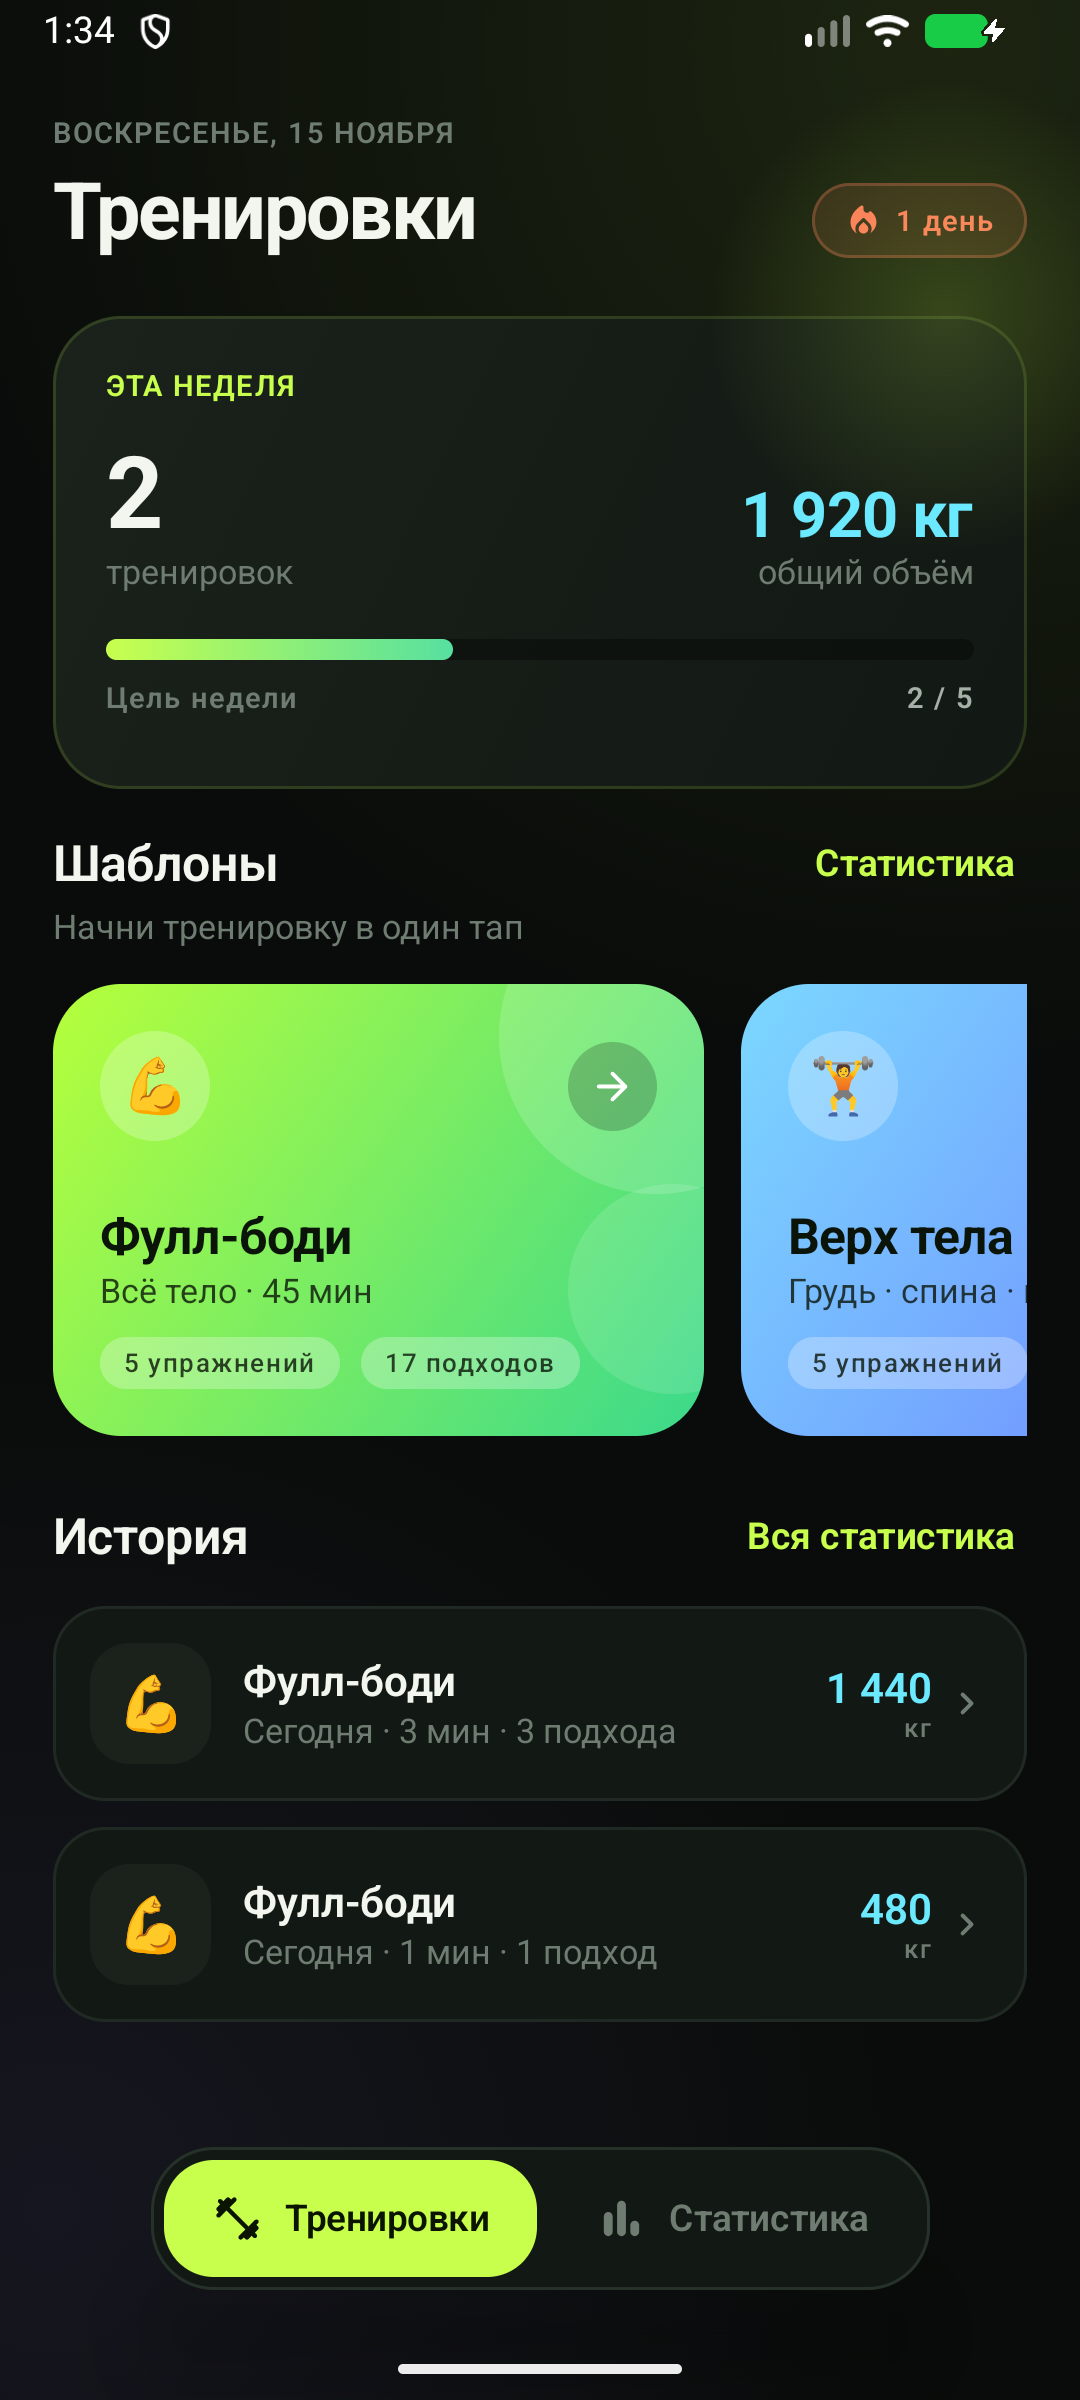 1:34
ВОСКРЕСЕНЬЕ, 15 НОЯБРЯ
Тренировки
1 день
ЭТА НЕДЕЛЯ
2
1 920 кг
тренировок
общий объём
Цель недели
2 / 5
Шаблоны
Статистика
Начни тренировку в один тап
Фулл-боди
Всё тело · 45 мин
5 упражнений
17 подходов
Верх тела
Грудь · спина ·
5 упражнений
История
Вся статистика
Фулл-боди
Сегодня · 3 мин · 3 подхода
1 440
кг
Фулл-боди
Сегодня · 1 мин · 1 подход
480
кг
Тренировки
Статистика